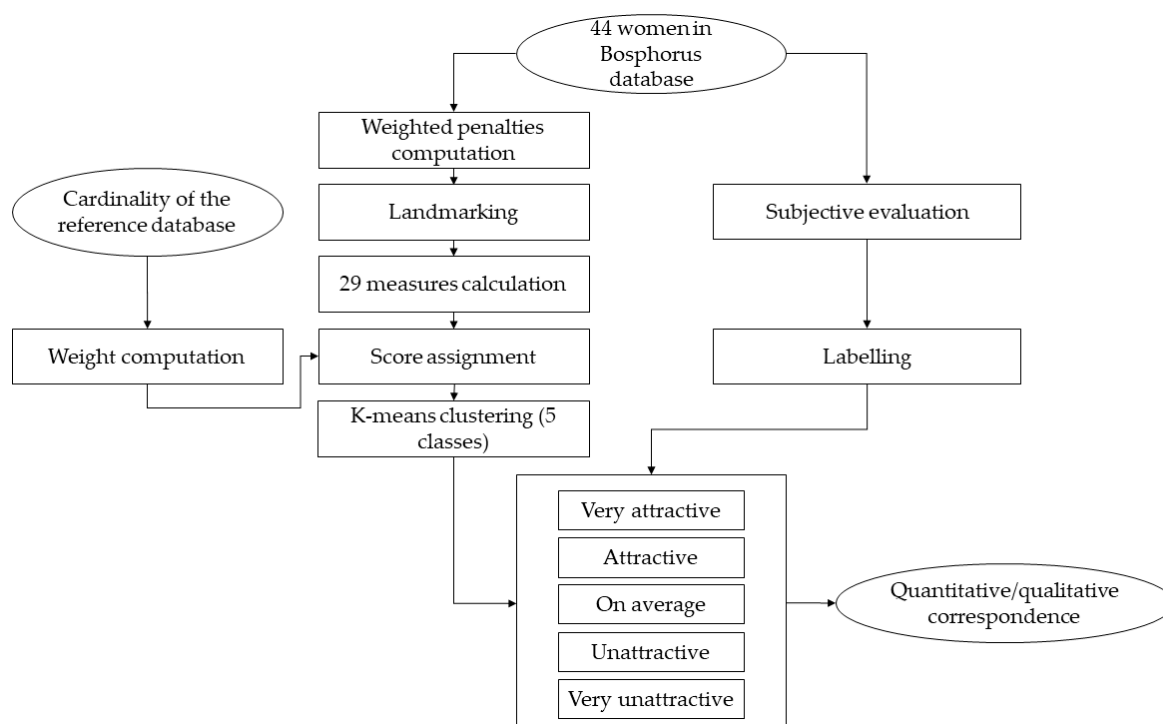 44 women in
Bosphorus
database
Weighted penalties
computation
Cardinality of the
reference database
Landmarking
Subjective evaluation
29 measures calculation
Weight computation
Score assignment
Labelling
K-means clustering (5
classes)
Very attractive
Attractive
On average
Unattractive
Very unattractive
Quantitative/qualitative
correspondence